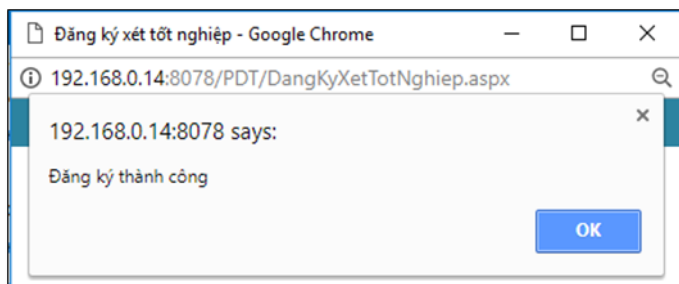 Đăng ký xét tốt nghiệp - Google Chrome
192.168.0.14:8078/PDT/DangKyXetTotNghiep.aspx
192.168.0.14:8078 says:
Đăng ký thành công
OK